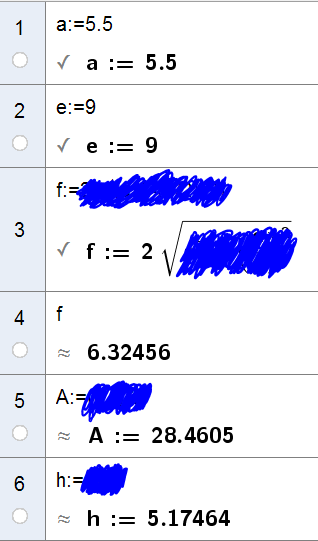 1
a:=5.5
✓ a := 5.5
2
e:=9
✓ e := 9
3
f:=
✓ f := 2 √
4
f
≈ 6.32456
5
A:=
≈ A := 28.4605
6
h:=
≈ h := 5.17464